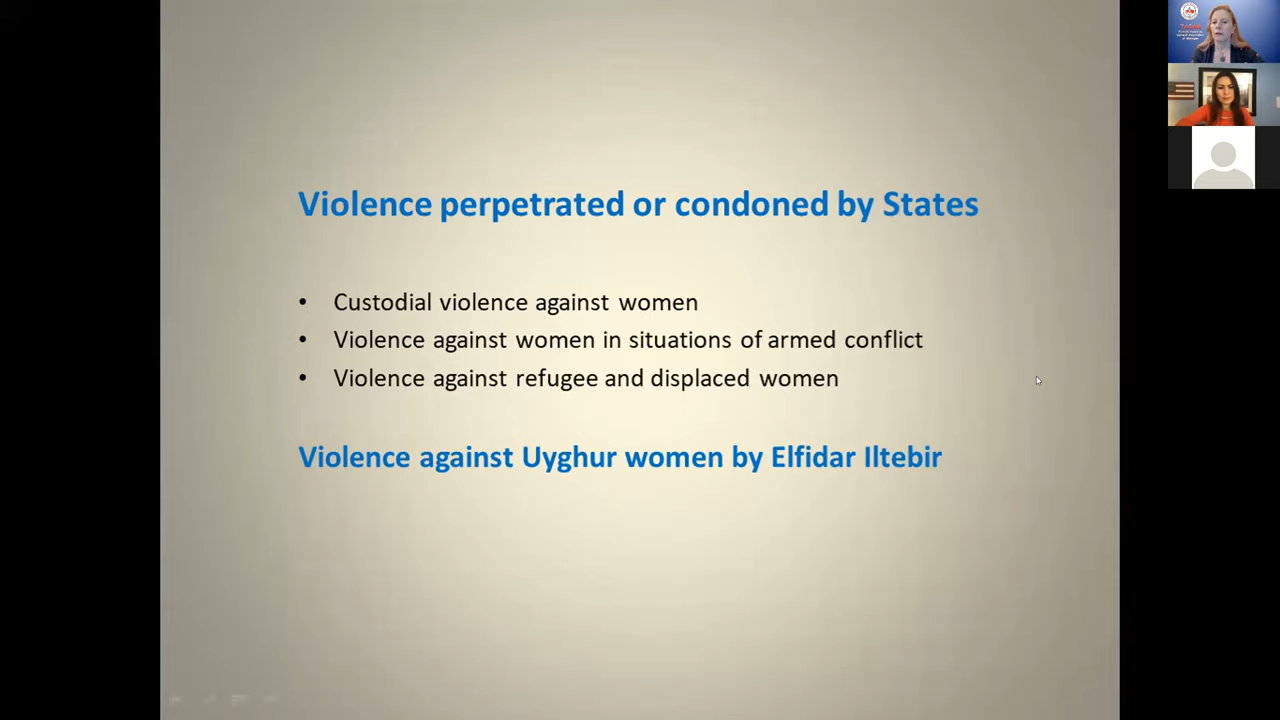 Violence perpetrated or condoned by States
• Custodial violence against women
• Violence against women in situations of armed conflict
• Violence against refugee and displaced women
Violence against Uyghur women by Elfidar Iltebir